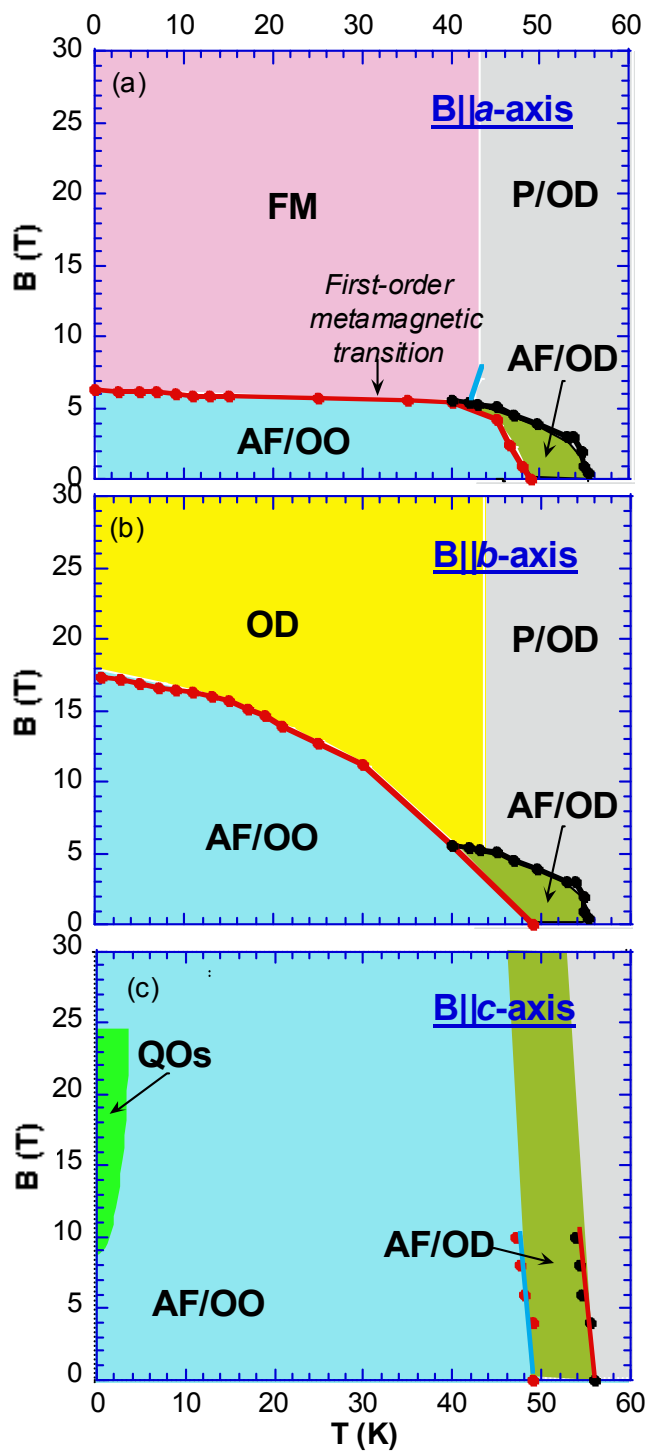 0 10 20 30 40 50 60
30
25
20
15
10
5
0
B (T)
(a)
B||a-axis
FM
P/OD
First-order
metamagnetic
transition
AF/OD
AF/OO
30
25
20
15
10
5
0
B (T)
(b)
B||b-axis
OD
P/OD
AF/OD
AF/OO
30
25
20
15
10
5
0
B (T)
(c)
:
B||c-axis
QOs
AF/OD
AF/OO
0 10 20 30 40 50 60
T (K)